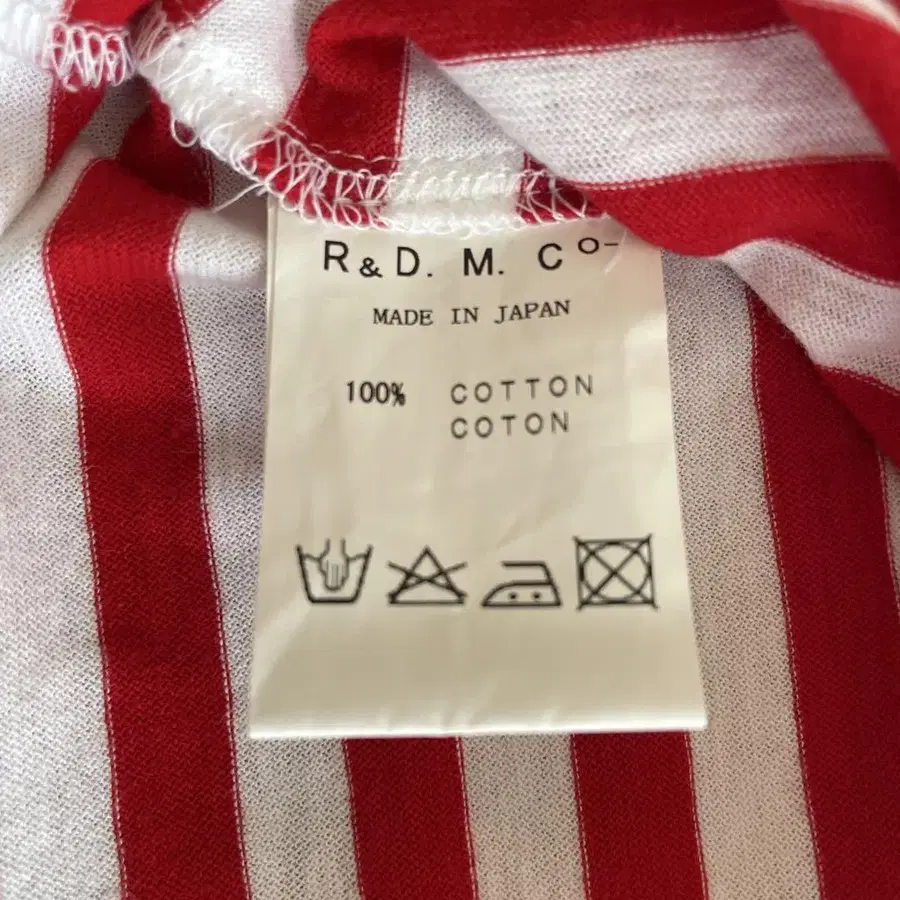 R & D. M. Co-
MADE IN JAPAN
100% COTTON
COTON